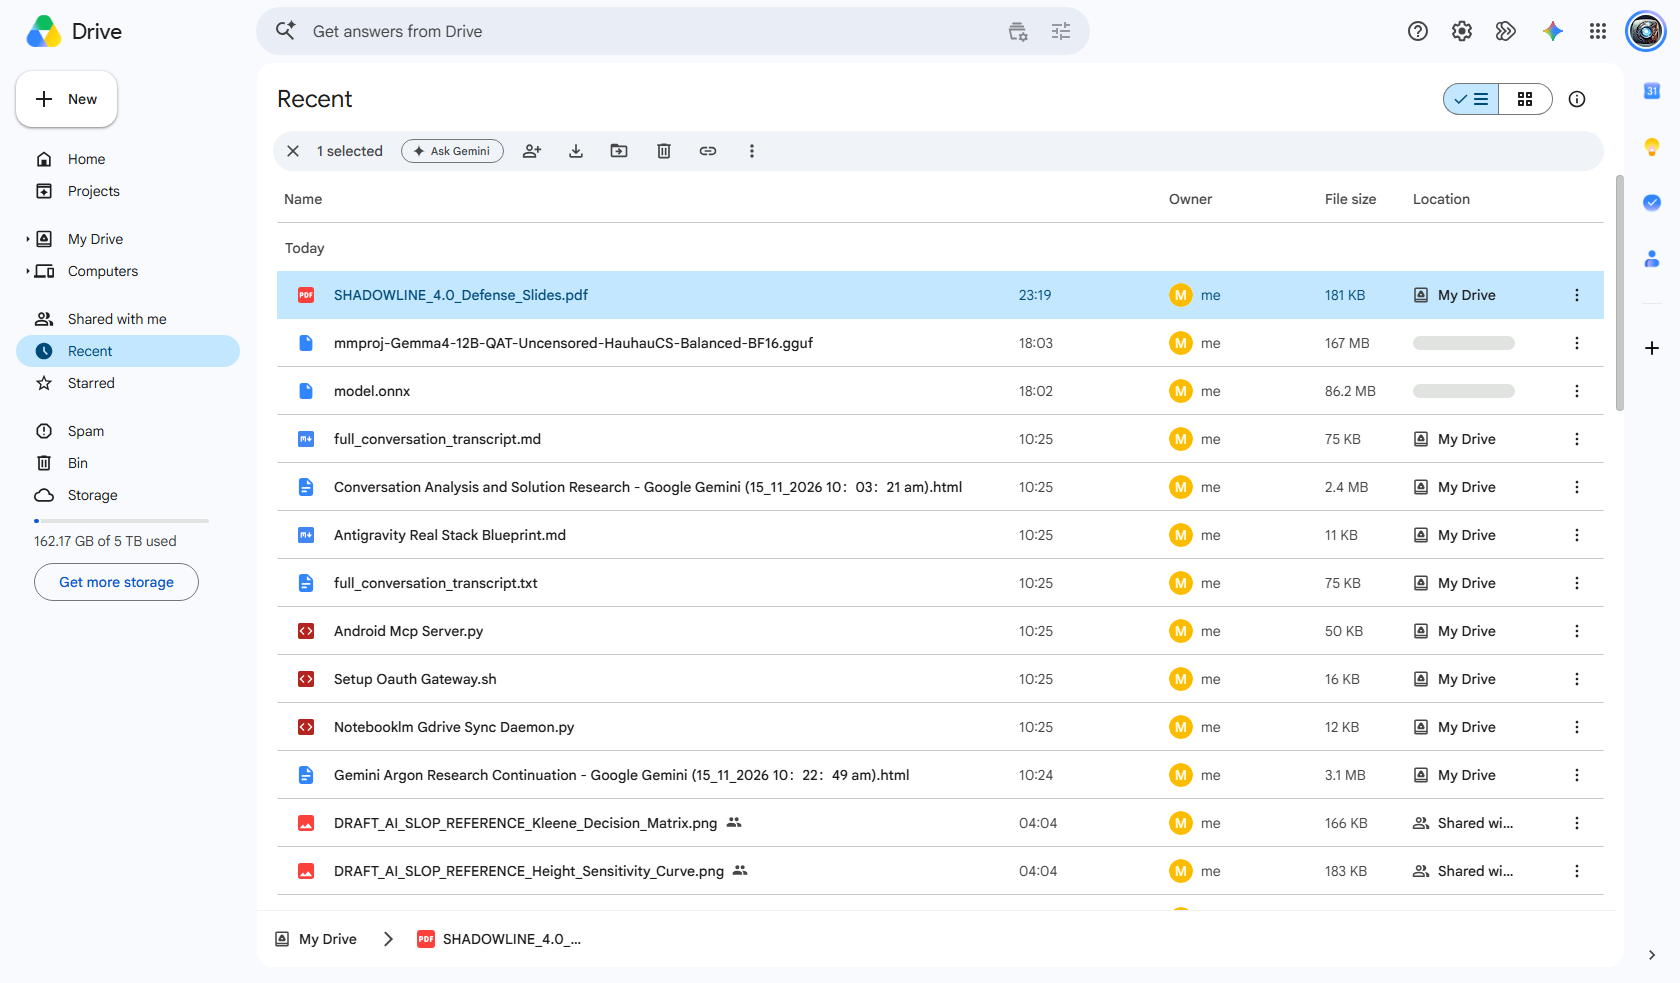 Drive
Get answers from Drive
31
New
Home
Projects
My Drive
Computers
Shared with me
Recent
Starred
Spam
Bin
Storage
162.17 GB of 5 TB used
Get more storage
Recent
1 selected
Ask Gemini
Name Owner File size Location
Today
PDF SHADOWLINE_4.0_Defense_Slides.pdf 23:19 M me 181 KB My Drive
mmproj-Gemma4-12B-QAT-Uncensored-HauhauCS-Balanced-BF16.gguf 18:03 M me 167 MB
model.onnx 18:02 M me 86.2 MB
full_conversation_transcript.md 10:25 M me 75 KB My Drive
Conversation Analysis and Solution Research - Google Gemini (15_11_2026 10：03：21 am).html 10:25 M me 2.4 MB My Drive
Antigravity Real Stack Blueprint.md 10:25 M me 11 KB My Drive
full_conversation_transcript.txt 10:25 M me 75 KB My Drive
Android Mcp Server.py 10:25 M me 50 KB My Drive
Setup Oauth Gateway.sh 10:25 M me 16 KB My Drive
Notebooklm Gdrive Sync Daemon.py 10:25 M me 12 KB My Drive
Gemini Argon Research Continuation - Google Gemini (15_11_2026 10：22：49 am).html 10:24 M me 3.1 MB My Drive
DRAFT_AI_SLOP_REFERENCE_Kleene_Decision_Matrix.png 04:04 M me 166 KB Shared wi...
DRAFT_AI_SLOP_REFERENCE_Height_Sensitivity_Curve.png 04:04 M me 183 KB Shared wi...
My Drive PDF SHADOWLINE_4.0_...